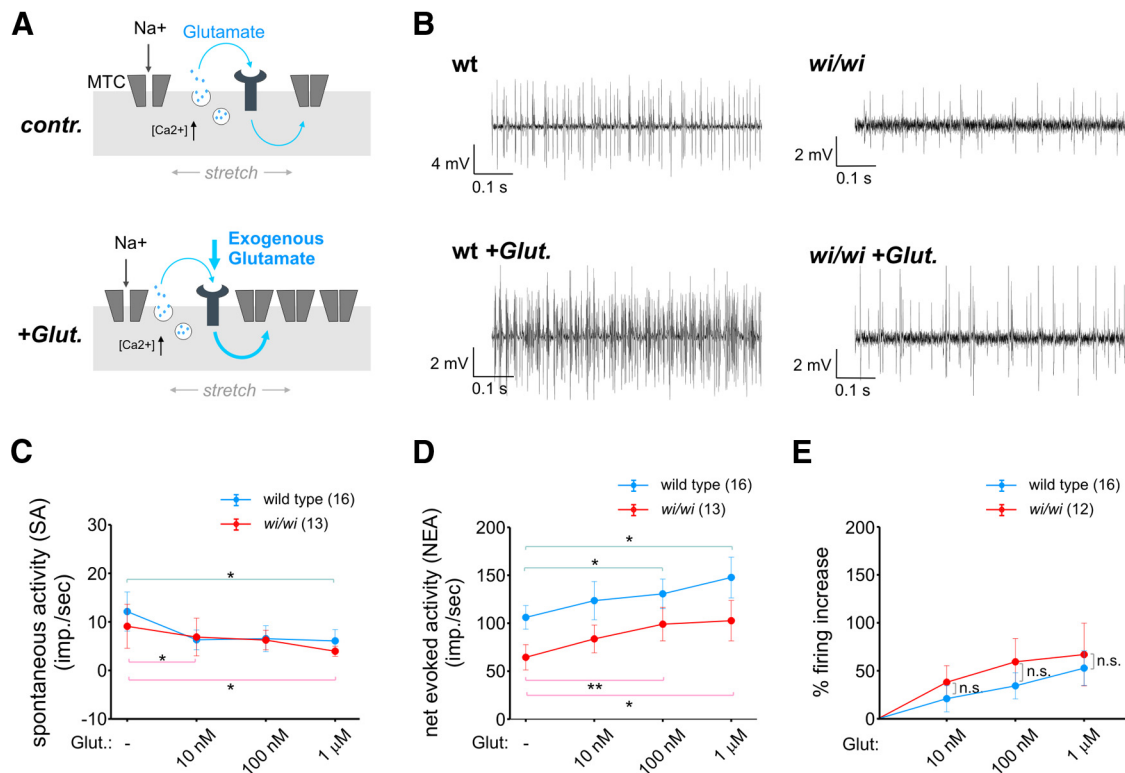 A
Na+
Glutamate
MTC
contr.
[Ca2+]
stretch
Na+
Exogenous
Glutamate
+Glut.
[Ca2+]
stretch
B
wt
4 mV
0.1 s
wi/wi
2 mV
0.1 s
wt +Glut.
2 mV
0.1 s
wi/wi +Glut.
2 mV
0.1 s
C
wild type (16)
wi/wi (13)
spontaneous activity (SA)
(imp./sec)
30
20
10
0
-10
*
*
*
Glut.: - 10 nM 100 nM 1 µM
D
wild type (16)
wi/wi (13)
net evoked activity (NEA)
(imp./sec)
200
150
100
50
0
*
*
**
*
Glut.: - 10 nM 100 nM 1 µM
E
wild type (16)
wi/wi (12)
% firing increase
200
150
100
50
0
n.s.
n.s.
n.s.
Glut: 10 nM 100 nM 1 µM